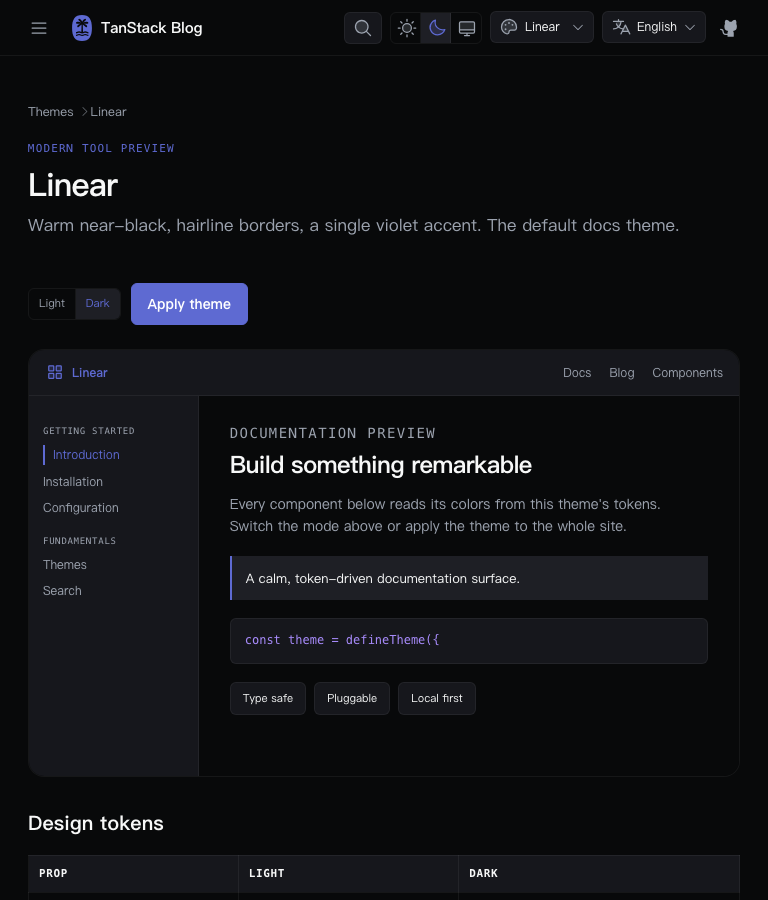 TanStack Blog
Linear
English
Themes
Linear
MODERN TOOL PREVIEW
Linear
Warm near-black, hairline borders, a single violet accent. The default docs theme.
Light
Dark
Apply theme
Linear
Docs
Blog
Components
GETTING STARTED
Introduction
Installation
Configuration
FUNDAMENTALS
Themes
Search
DOCUMENTATION PREVIEW
Build something remarkable
Every component below reads its colors from this theme's tokens.
Switch the mode above or apply the theme to the whole site.
A calm, token-driven documentation surface.
const theme = defineTheme({
Type safe
Pluggable
Local first
Design tokens
PROP
LIGHT
DARK